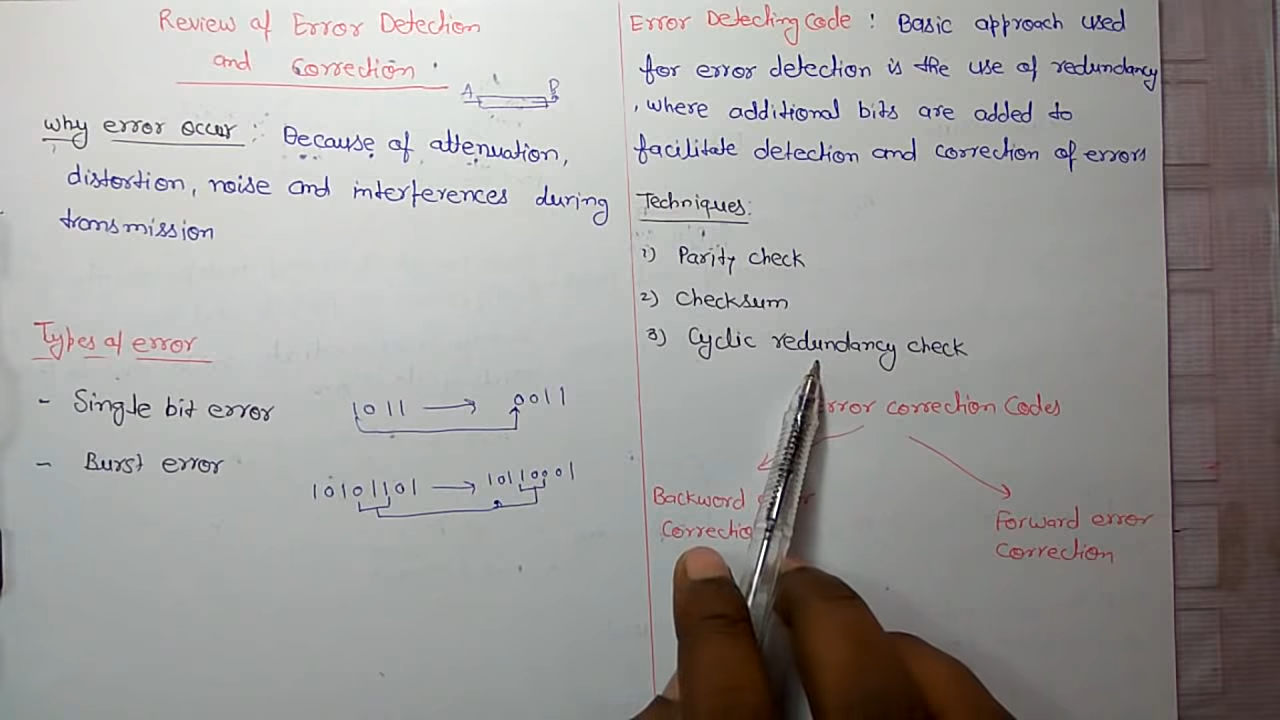 Review of Error Detection
and Correction
A B
Why error occur : Because of attenuation,
distortion, noise and interferences during
transmission
Types of error
- Single bit error 1011 → 0011
- Burst error 10101101 → 10110001
Error Detecting Code : Basic approach used
for error detection is the use of redundancy
, where additional bits are added to
facilitate detection and correction of errors
Techniques:
1) Parity check
2) Checksum
3) Cyclic redundancy check
correction Codes
Backword
Forward error
correction